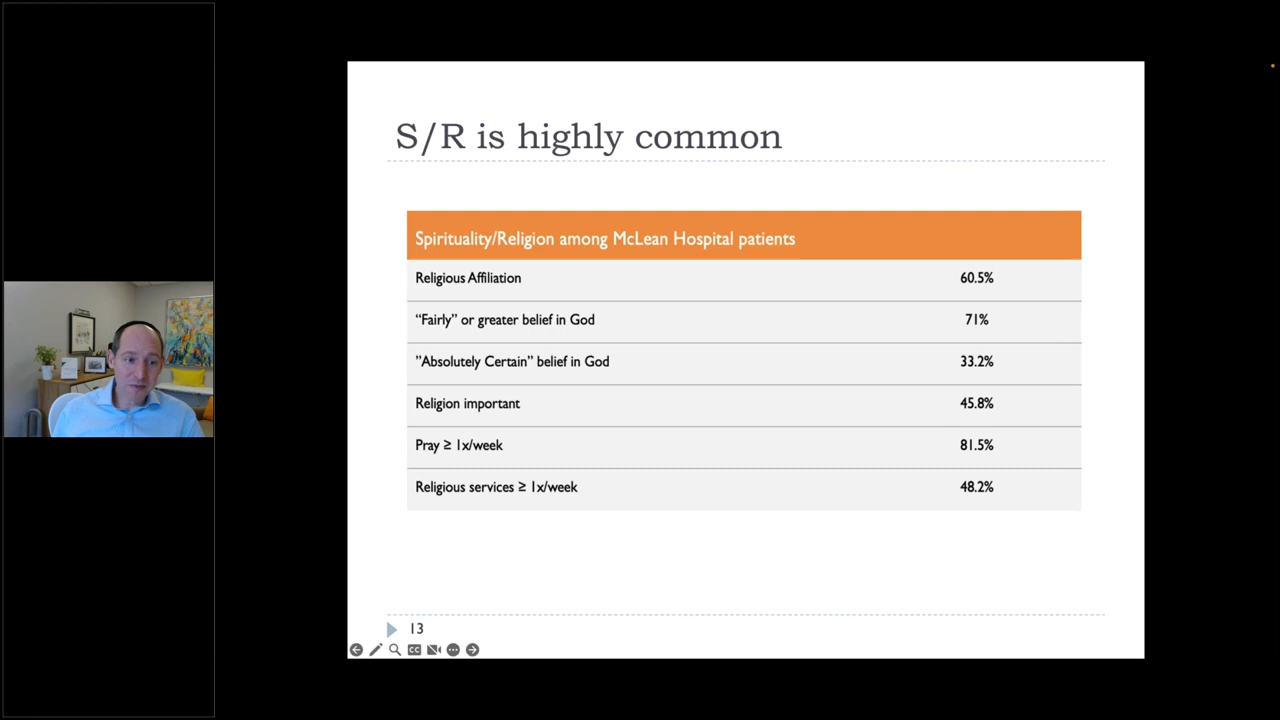 S/R is highly common
Spirituality/Religion among McLean Hospital patients
Religious Affiliation 60.5%
“Fairly” or greater belief in God 71%
”Absolutely Certain” belief in God 33.2%
Religion important 45.8%
Pray ≥ 1x/week 81.5%
Religious services ≥ 1x/week 48.2%
13
CC